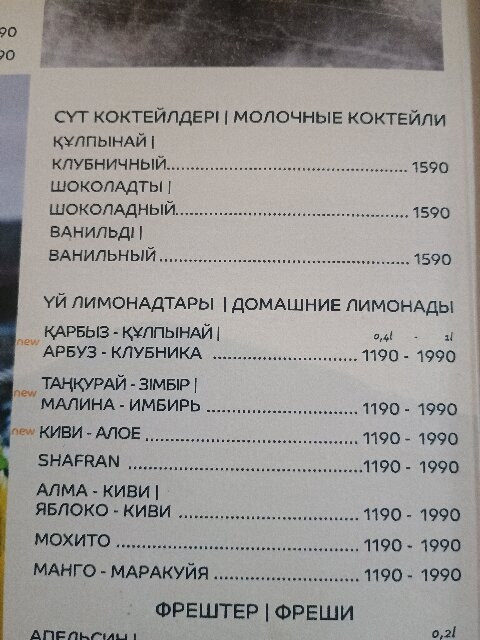 90
90
СҮТ КОКТЕЙЛДЕРІ | МОЛОЧНЫЕ КОКТЕЙЛИ
ҚҰЛПЫНАЙ |
КЛУБНИЧНЫЙ 1590
ШОКОЛАДТЫ |
ШОКОЛАДНЫЙ 1590
ВАНИЛЬДІ |
ВАНИЛЬНЫЙ 1590
ҮЙ ЛИМОНАДТАРЫ | ДОМАШНИЕ ЛИМОНАДЫ
ҚАРБЫЗ - ҚҰЛПЫНАЙ | 0,4l - 1l
new АРБУЗ - КЛУБНИКА 1190 - 1990
ТАҢҚУРАЙ - ЗІМБІР |
new МАЛИНА - ИМБИРЬ 1190 - 1990
new КИВИ - АЛОЕ 1190 - 1990
SHAFRAN 1190 - 1990
АЛМА - КИВИ |
ЯБЛОКО - КИВИ 1190 - 1990
МОХИТО 1190 - 1990
МАНГО - МАРАКУЙЯ 1190 - 1990
ФРЕШТЕР | ФРЕШИ
0,2l
АПЕЛЬСИН |